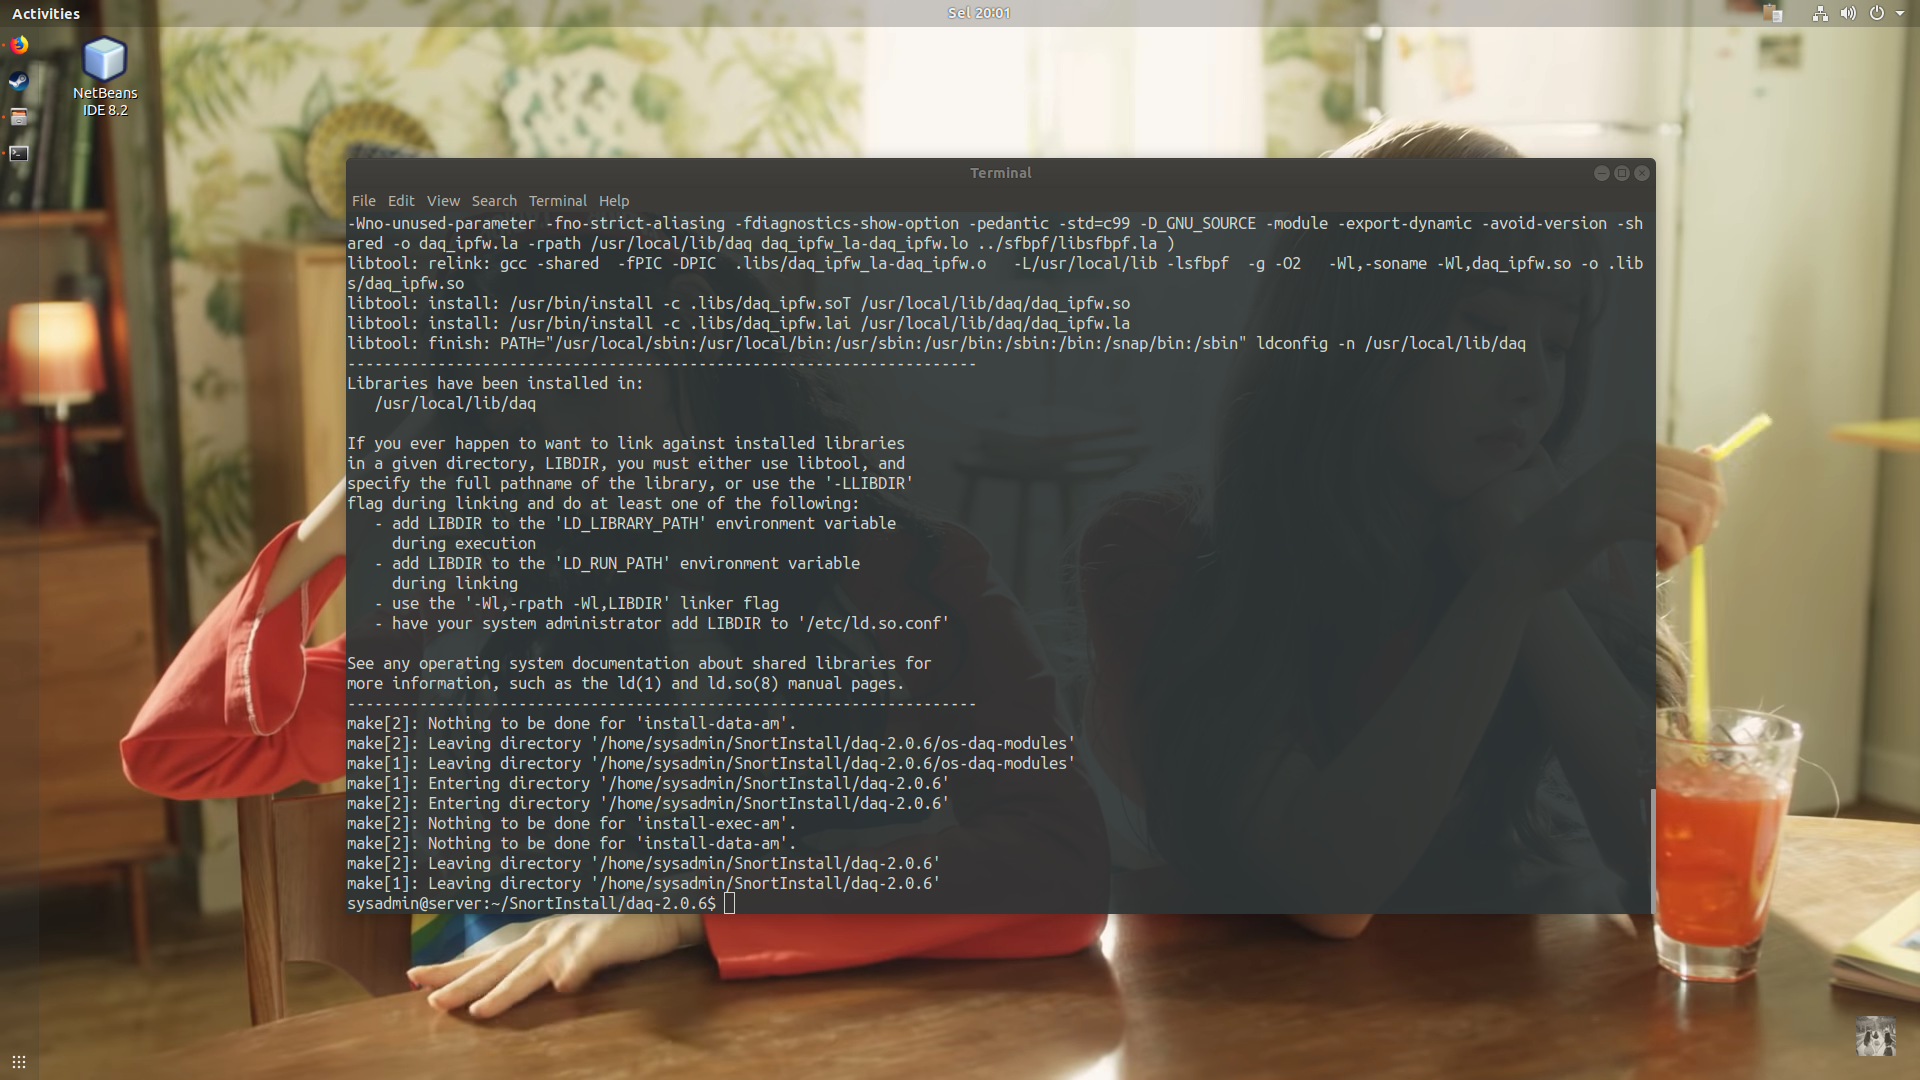 Activities
Sel 20:01
NetBeans
IDE 8.2
Terminal
File Edit View Search Terminal Help
-Wno-unused-parameter -fno-strict-aliasing -fdiagnostics-show-option -pedantic -std=c99 -D_GNU_SOURCE -module -export-dynamic -avoid-version -sh
ared -o daq_ipfw.la -rpath /usr/local/lib/daq daq_ipfw_la-daq_ipfw.lo ../sfbpf/libsfbpf.la )
libtool: relink: gcc -shared  -fPIC -DPIC  .libs/daq_ipfw_la-daq_ipfw.o   -L/usr/local/lib -lsfbpf  -g -O2   -Wl,-soname -Wl,daq_ipfw.so -o .lib
s/daq_ipfw.so
libtool: install: /usr/bin/install -c .libs/daq_ipfw.soT /usr/local/lib/daq/daq_ipfw.so
libtool: install: /usr/bin/install -c .libs/daq_ipfw.lai /usr/local/lib/daq/daq_ipfw.la
libtool: finish: PATH="/usr/local/sbin:/usr/local/bin:/usr/sbin:/usr/bin:/sbin:/bin:/snap/bin:/sbin" ldconfig -n /usr/local/lib/daq
----------------------------------------------------------------------
Libraries have been installed in:
   /usr/local/lib/daq

If you ever happen to want to link against installed libraries
in a given directory, LIBDIR, you must either use libtool, and
specify the full pathname of the library, or use the '-LLIBDIR'
flag during linking and do at least one of the following:
   - add LIBDIR to the 'LD_LIBRARY_PATH' environment variable
     during execution
   - add LIBDIR to the 'LD_RUN_PATH' environment variable
     during linking
   - use the '-Wl,-rpath -Wl,LIBDIR' linker flag
   - have your system administrator add LIBDIR to '/etc/ld.so.conf'

See any operating system documentation about shared libraries for
more information, such as the ld(1) and ld.so(8) manual pages.
----------------------------------------------------------------------
make[2]: Nothing to be done for 'install-data-am'.
make[2]: Leaving directory '/home/sysadmin/SnortInstall/daq-2.0.6/os-daq-modules'
make[1]: Leaving directory '/home/sysadmin/SnortInstall/daq-2.0.6/os-daq-modules'
make[1]: Entering directory '/home/sysadmin/SnortInstall/daq-2.0.6'
make[2]: Entering directory '/home/sysadmin/SnortInstall/daq-2.0.6'
make[2]: Nothing to be done for 'install-exec-am'.
make[2]: Nothing to be done for 'install-data-am'.
make[2]: Leaving directory '/home/sysadmin/SnortInstall/daq-2.0.6'
make[1]: Leaving directory '/home/sysadmin/SnortInstall/daq-2.0.6'
sysadmin@server:~/SnortInstall/daq-2.0.6$